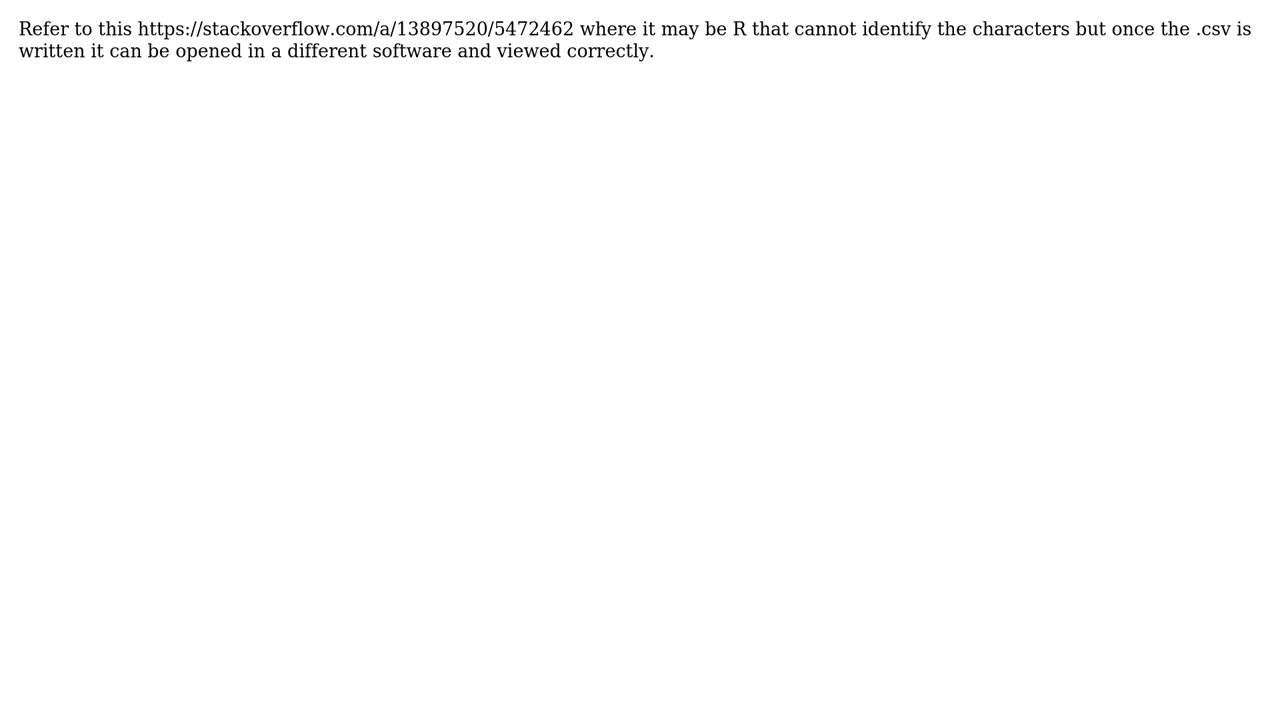 Refer to this https://stackoverflow.com/a/13897520/5472462 where it may be R that cannot identify the characters but once the .csv is
written it can be opened in a different software and viewed correctly.